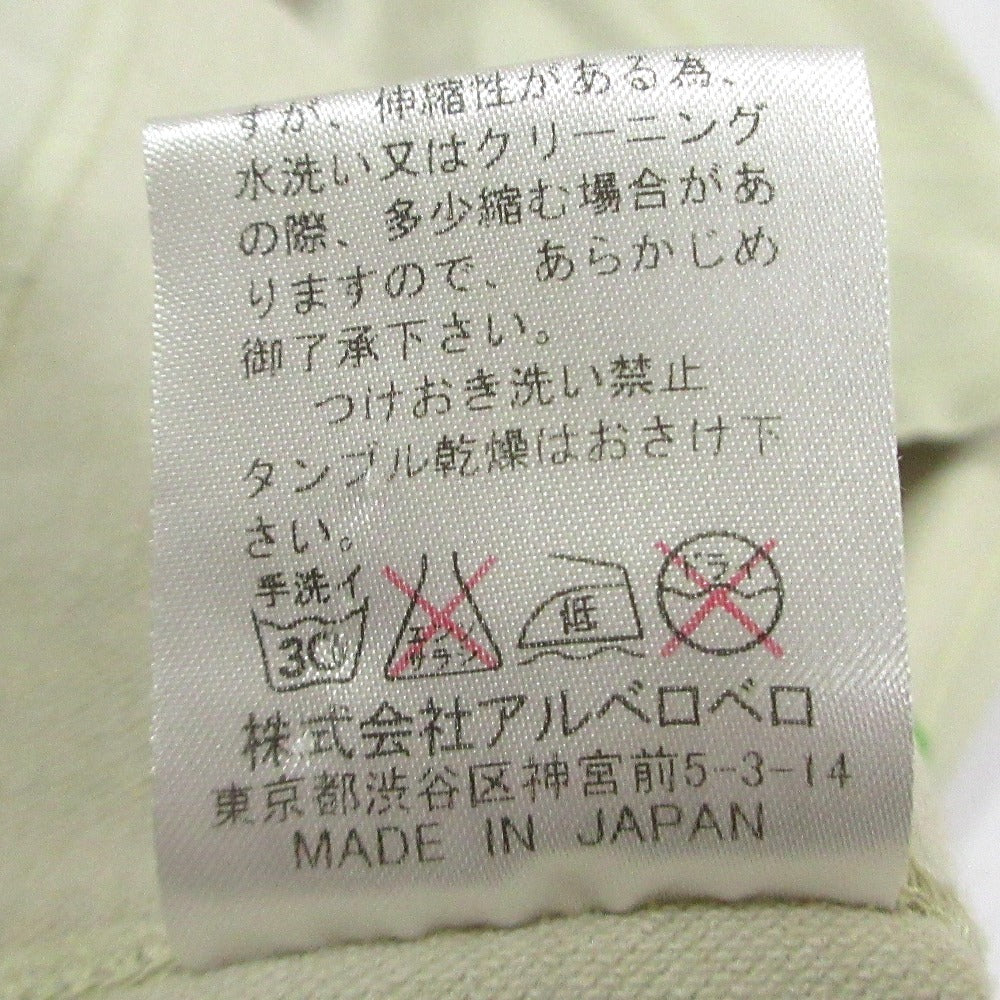 すが、伸縮性がある為、
水洗い又はクリーニング
の際、多少縮む場合があ
りますので、あらかじめ
御了承下さい。
つけおき洗い禁止
タンブル乾燥はおさけ下
さい。
手洗イ
30
エンソ
サラシ
低
ドライ
株式会社アルベロベロ
東京都渋谷区神宮前5-3-14
MADE IN JAPAN